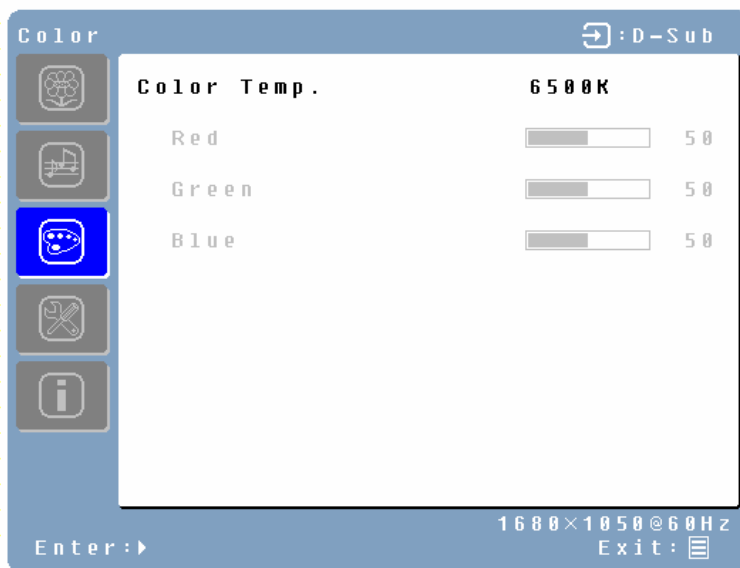 Color :D-Sub
Color Temp. 6500K
Red 50
Green 50
Blue 50
1680×1050@60Hz
Enter: Exit: